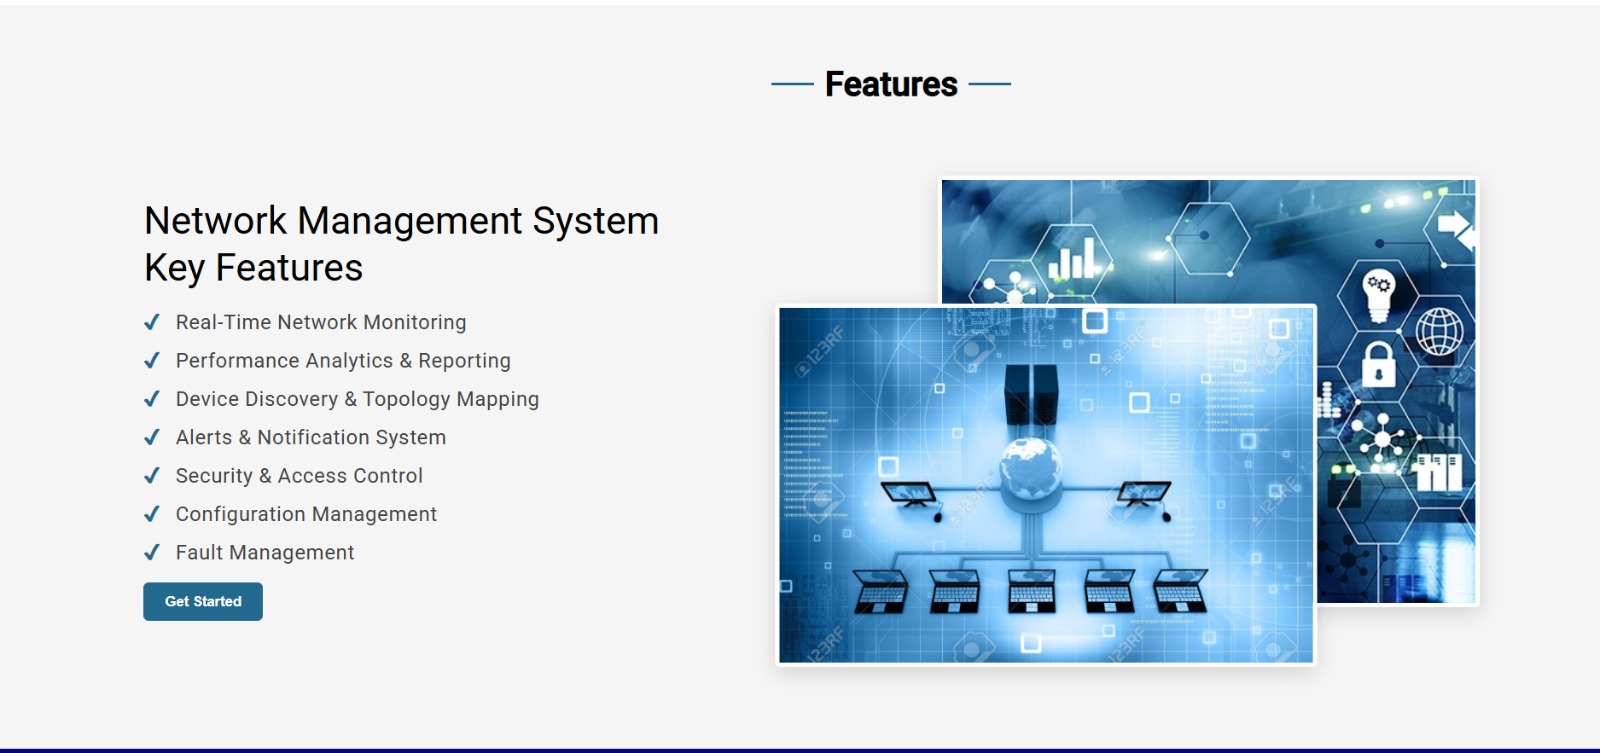 Features
Network Management System
Key Features
Real-Time Network Monitoring
Performance Analytics & Reporting
Device Discovery & Topology Mapping
Alerts & Notification System
Security & Access Control
Configuration Management
Fault Management
Get Started
123RF
123RF
123RF
123RF
123RF
123RF
123RF